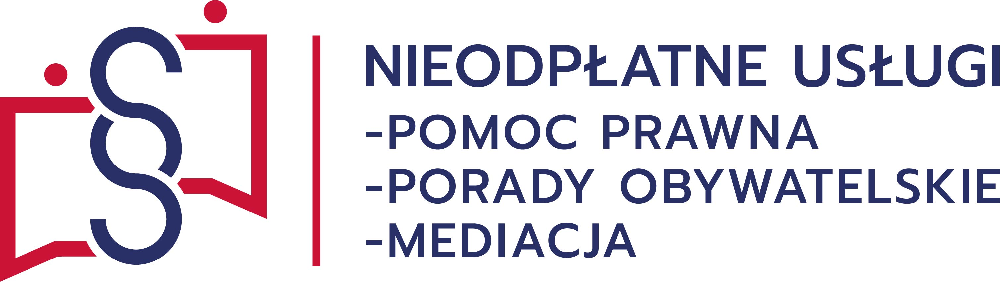 NIEODPŁATNE USŁUGI
-POMOC PRAWNA
-PORADY OBYWATELSKIE
-MEDIACJA